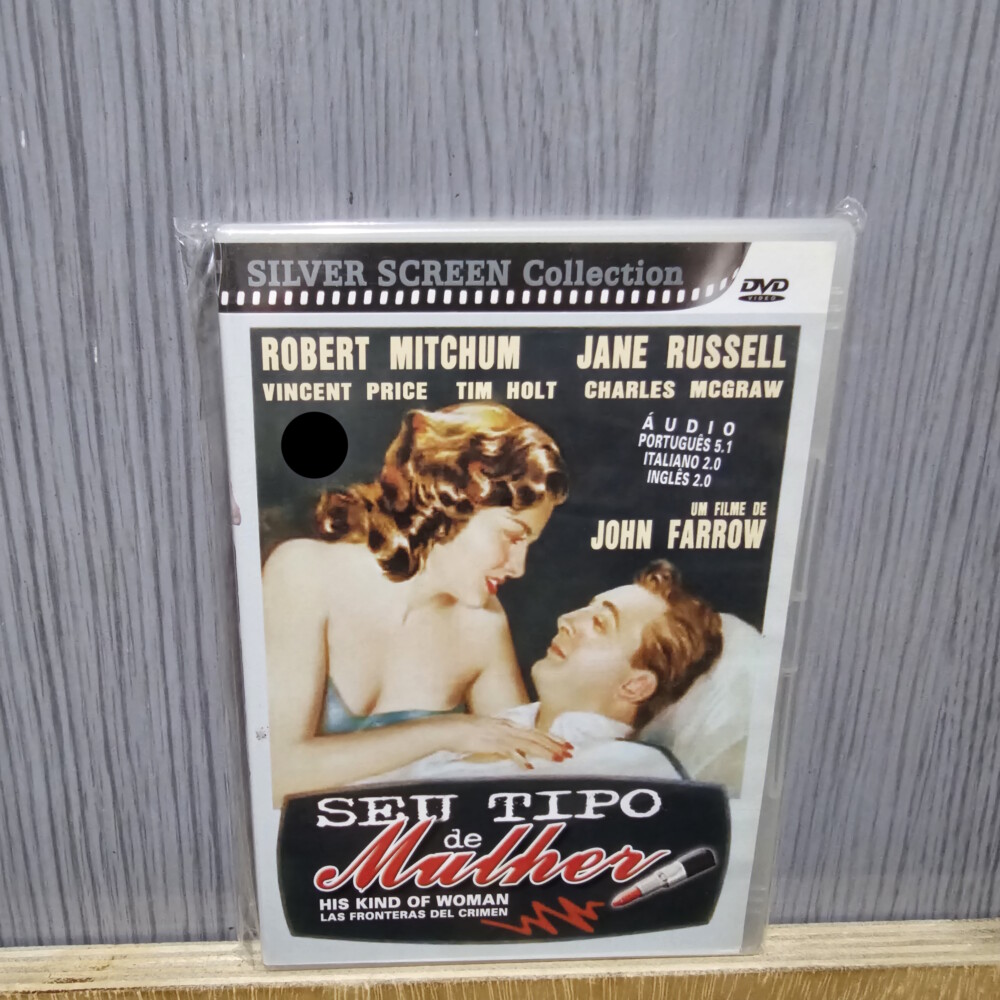 SILVER SCREEN Collection
DVD
VIDEO
ROBERT MITCHUM JANE RUSSELL
VINCENT PRICE TIM HOLT CHARLES MCGRAW
ÁUDIO
PORTUGUÊS 5.1
ITALIANO 2.0
INGLÊS 2.0
UM FILME DE
JOHN FARROW
SEU TIPO
de
Mulher
HIS KIND OF WOMAN
LAS FRONTERAS DEL CRIMEN